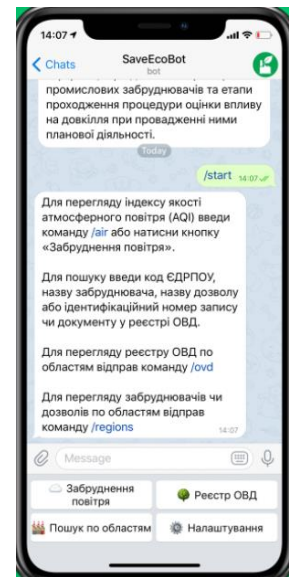 14:07
Chats
SaveEcoBot
bot
промислових забруднювачів та етапи
проходження процедури оцінки впливу
на довкілля при провадженні ними
планової діяльності.
Today
/start 14:07
Для перегляду індексу якості
атмосферного повітря (AQI) введи
команду /air або натисни кнопку
«Забруднення повітря».
Для пошуку введи код ЄДРПОУ,
назву забруднювача, назву дозволу
або ідентифікаційний номер запису
чи документу у реєстрі ОВД.
Для перегляду реєстру ОВД по
областям відправ команду /ovd
Для перегляду забруднювачів чи
дозволів по областям відправ
команду /regions 14:07
Message
Забруднення
повітря
Реєстр ОВД
Пошук по областям
Налаштування